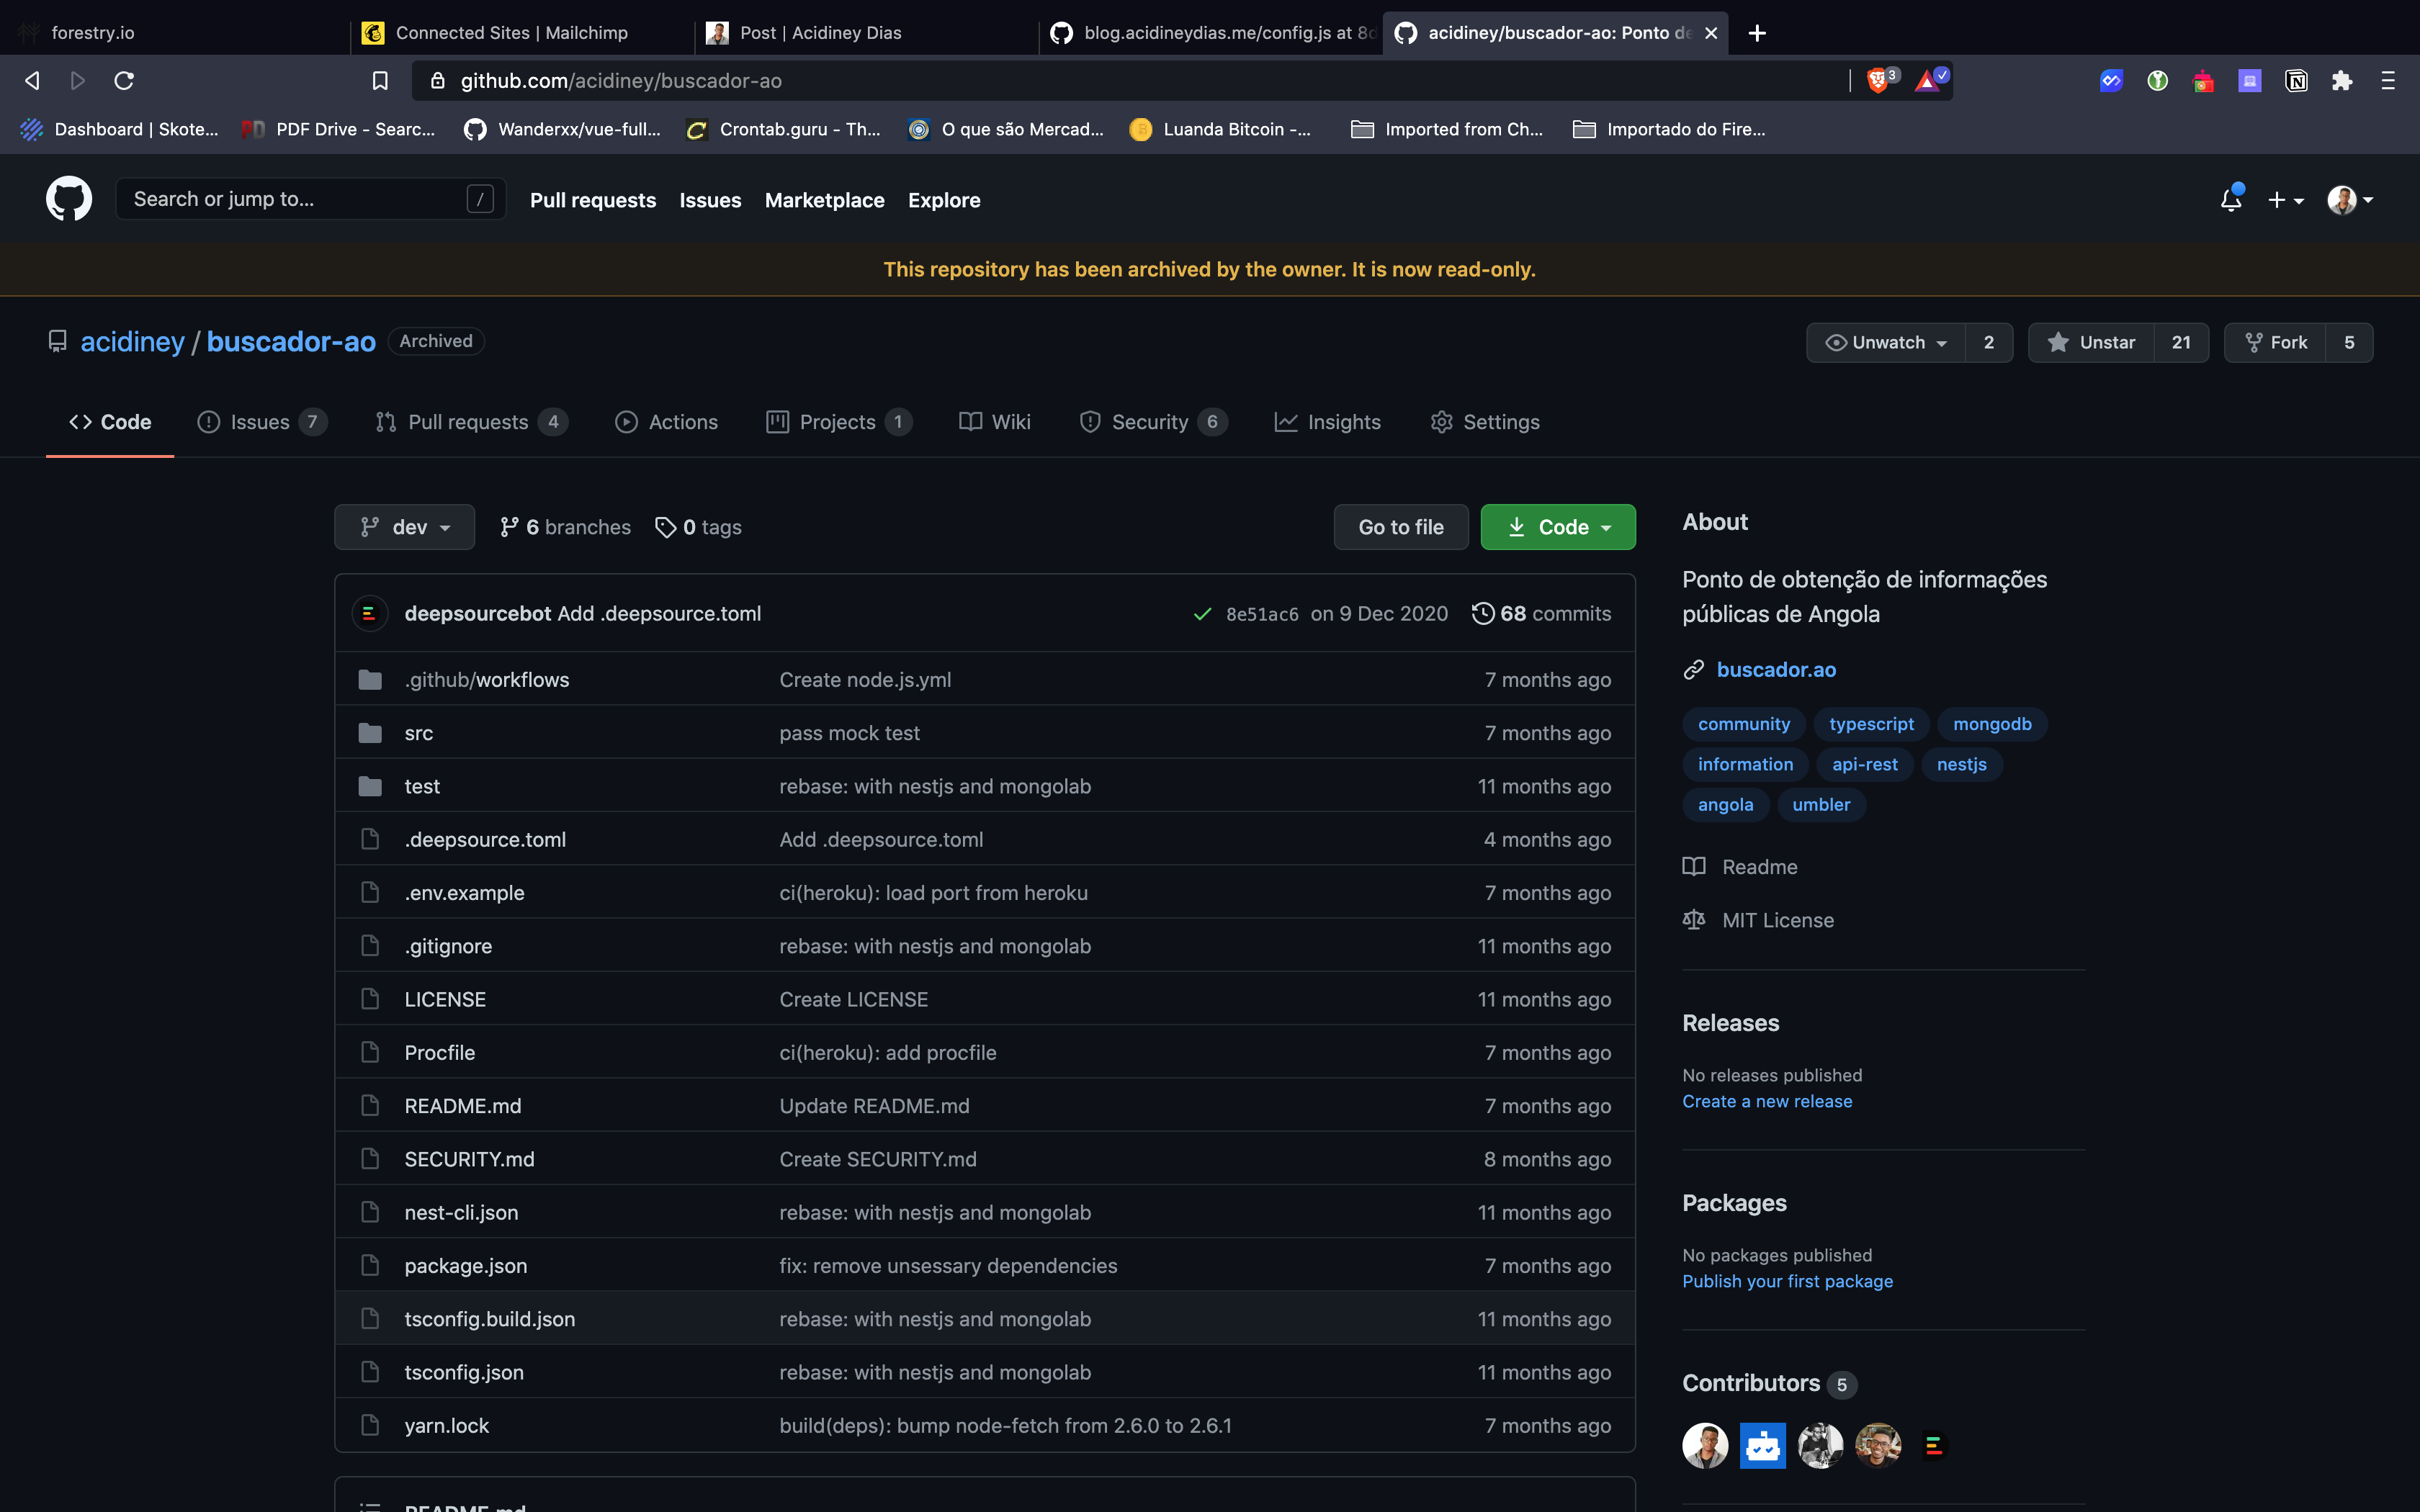 forestry.io
Connected Sites | Mailchimp
Post | Acidiney Dias
blog.acidineydias.me/config.js at 8
acidiney/buscador-ao: Ponto de
github.com/acidiney/buscador-ao
3
Dashboard | Skote...
PDF Drive - Searc...
Wanderxx/vue-full...
Crontab.guru - Th...
O que são Mercad...
Luanda Bitcoin -...
Imported from Ch...
Importado do Fire...
Search or jump to...
/
Pull requests
Issues
Marketplace
Explore
This repository has been archived by the owner. It is now read-only.
acidiney / buscador-ao
Archived
Unwatch 2
Unstar 21
Fork 5
Code
Issues 7
Pull requests 4
Actions
Projects 1
Wiki
Security 6
Insights
Settings
dev
6 branches
0 tags
Go to file
Code
deepsourcebot Add .deepsource.toml 8e51ac6 on 9 Dec 2020 68 commits
.github/workflows Create node.js.yml 7 months ago
src pass mock test 7 months ago
test rebase: with nestjs and mongolab 11 months ago
.deepsource.toml Add .deepsource.toml 4 months ago
.env.example ci(heroku): load port from heroku 7 months ago
.gitignore rebase: with nestjs and mongolab 11 months ago
LICENSE Create LICENSE 11 months ago
Procfile ci(heroku): add procfile 7 months ago
README.md Update README.md 7 months ago
SECURITY.md Create SECURITY.md 8 months ago
nest-cli.json rebase: with nestjs and mongolab 11 months ago
package.json fix: remove unsessary dependencies 7 months ago
tsconfig.build.json rebase: with nestjs and mongolab 11 months ago
tsconfig.json rebase: with nestjs and mongolab 11 months ago
yarn.lock build(deps): bump node-fetch from 2.6.0 to 2.6.1 7 months ago
README.md
About
Ponto de obtenção de informações
públicas de Angola
buscador.ao
community typescript mongodb
information api-rest nestjs
angola umbler
Readme
MIT License
Releases
No releases published
Create a new release
Packages
No packages published
Publish your first package
Contributors 5